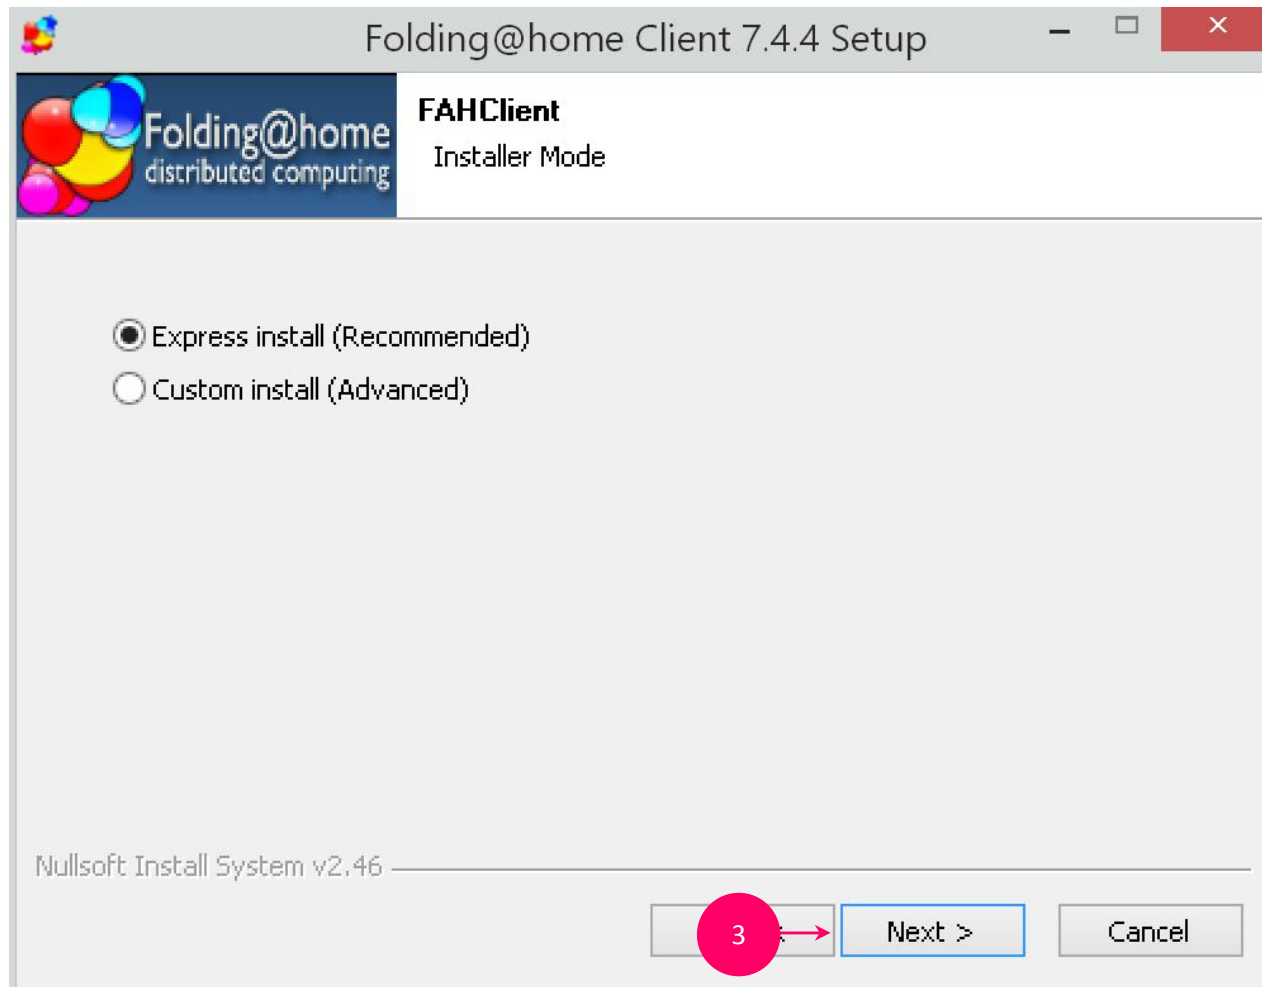 Folding@home Client 7.4.4 Setup
Folding@home
distributed computing
FAHClient
Installer Mode
Express install (Recommended)
Custom install (Advanced)
Nullsoft Install System v2.46
3
Next >
Cancel